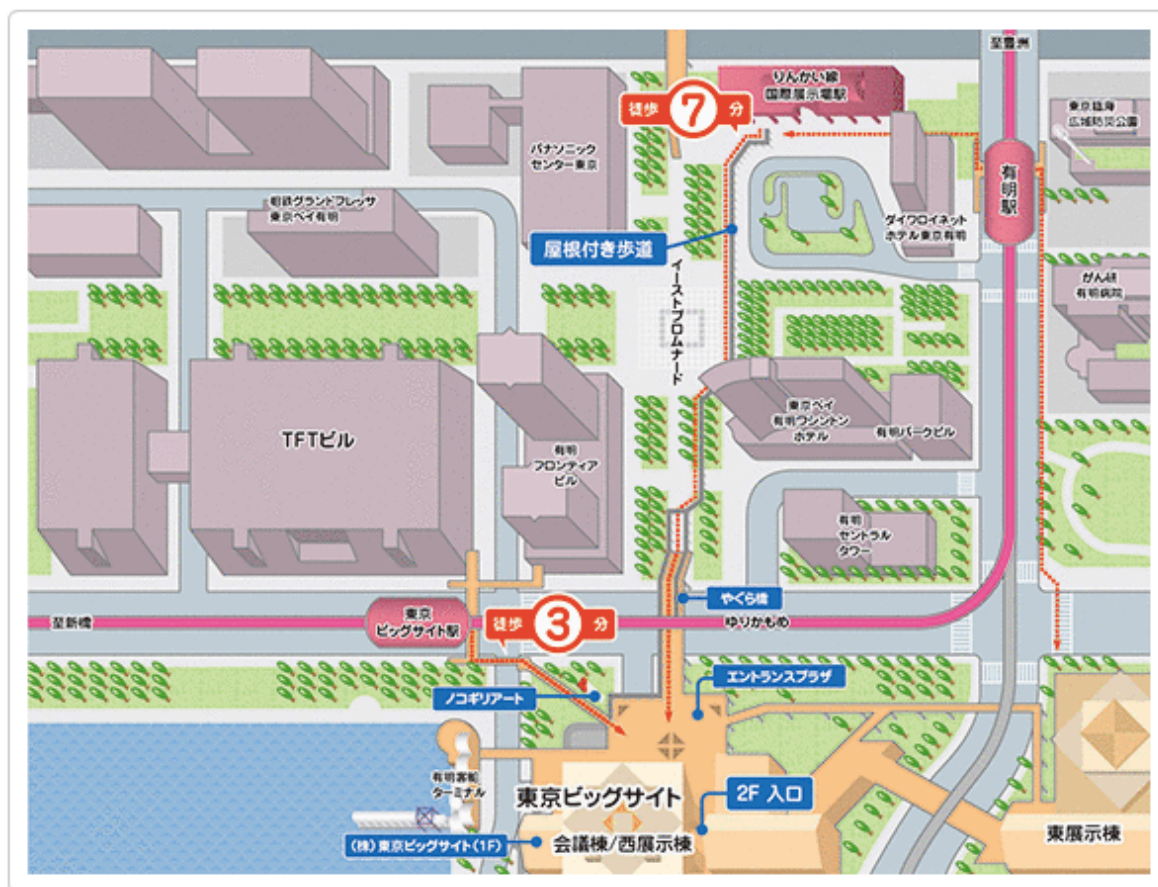 至豊洲
りんかい線
国際展示場駅
徒歩 7 分
東京臨海
広域防災公園
パナソニック
センター東京
有明駅
相鉄グランドフレッサ
東京ベイ有明
ダイワロイネット
ホテル東京有明
屋根付き歩道
イーストプロムナード
がん研
有明病院
東京ベイ
有明ワシントン
ホテル
有明パークビル
TFTビル
有明
フロンティア
ビル
有明
セントラル
タワー
やぐら橋
至新橋
東京
ビッグサイト駅
徒歩 3 分
ゆりかもめ
ノコギリアート
エントランスプラザ
有明客船
ターミナル
東京ビッグサイト
2F 入口
(株)東京ビッグサイト(1F)
会議棟/西展示棟
東展示棟